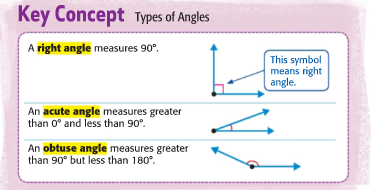 Key Concept Types of Angles
A right angle measures 90°.
This symbol
means right
angle.
An acute angle measures greater
than 0° and less than 90°.
An obtuse angle measures greater
than 90° but less than 180°.